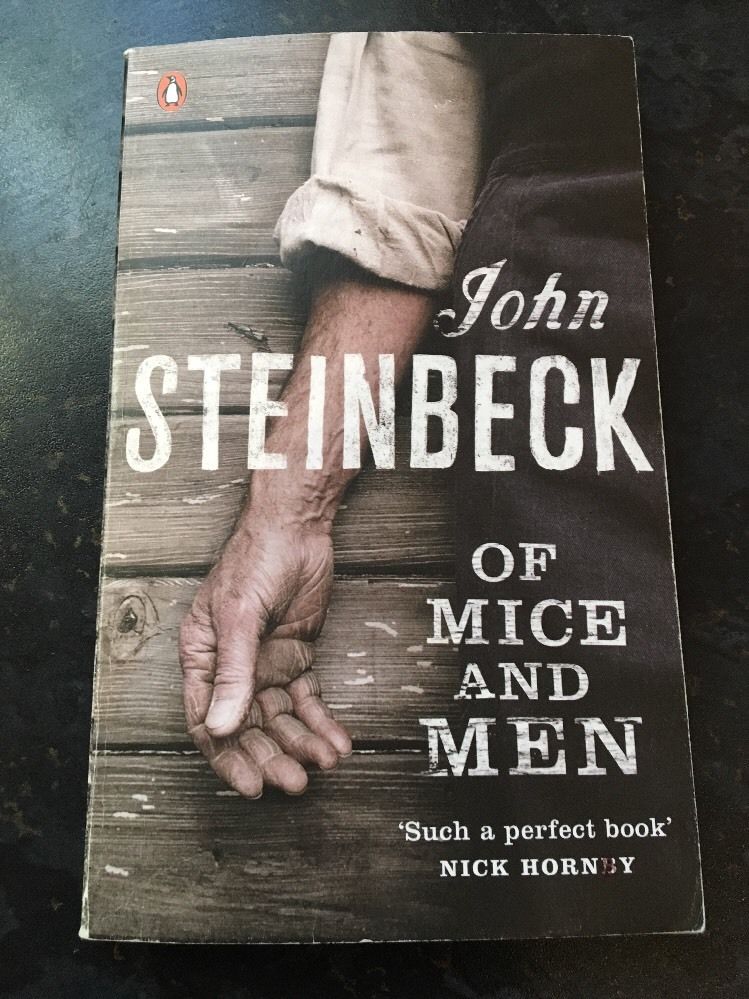 John
STEINBECK
OF
MICE
AND
MEN
‘Such a perfect book’
NICK HORNBY